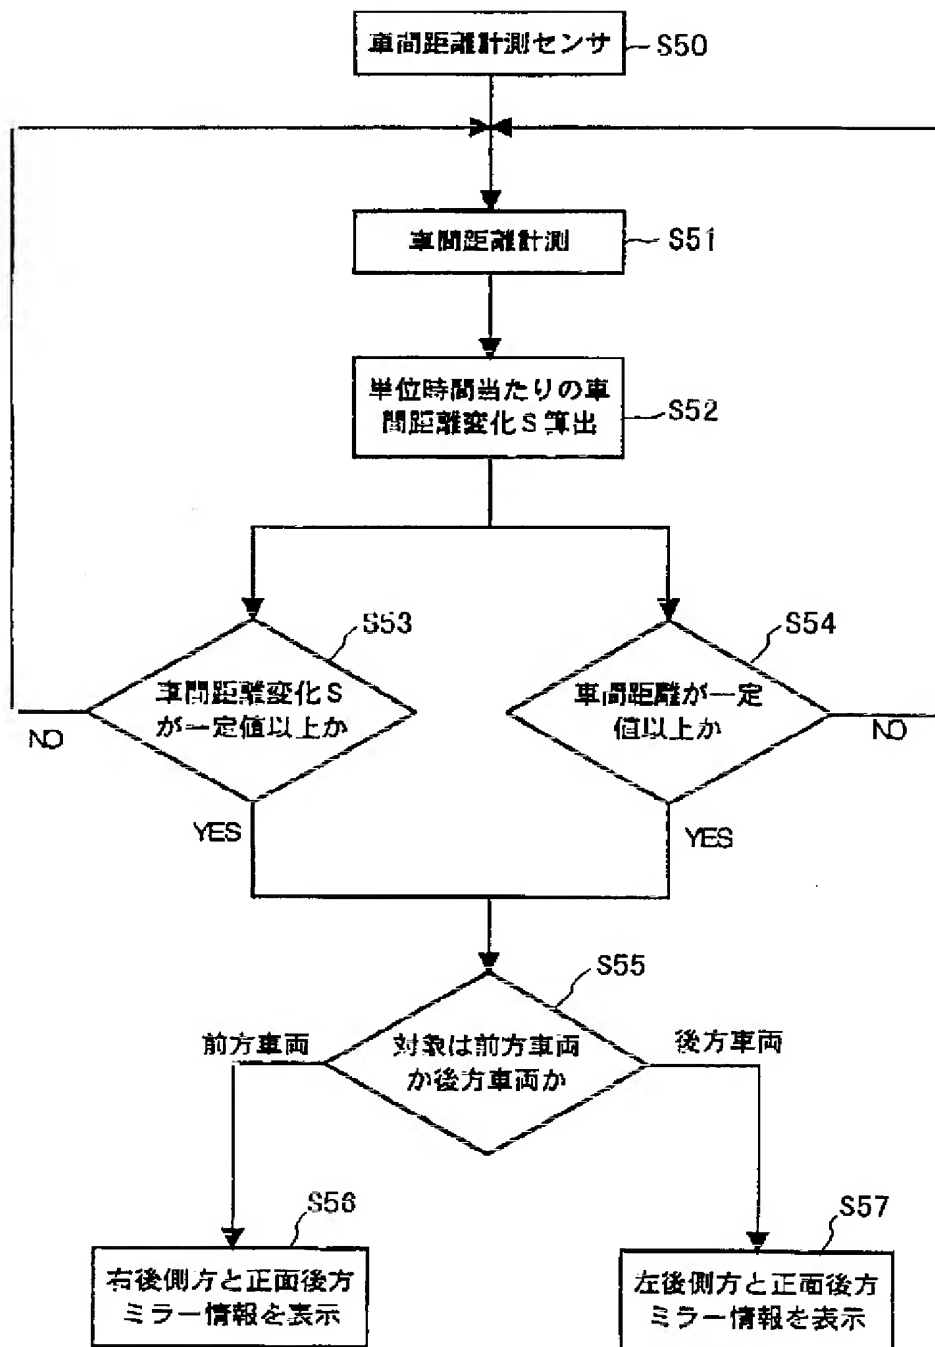 車間距離計測センサ
S50
車間距離計測
S51
単位時間当たりの車
間距離変化S算出
S52
S53
車間距離変化S
が一定値以上か
NO
YES
S54
車間距離が一定
値以上か
NO
YES
S55
対象は前方車両
か後方車両か
前方車両
後方車両
S56
右後側方と正面後方
ミラー情報を表示
S57
左後側方と正面後方
ミラー情報を表示